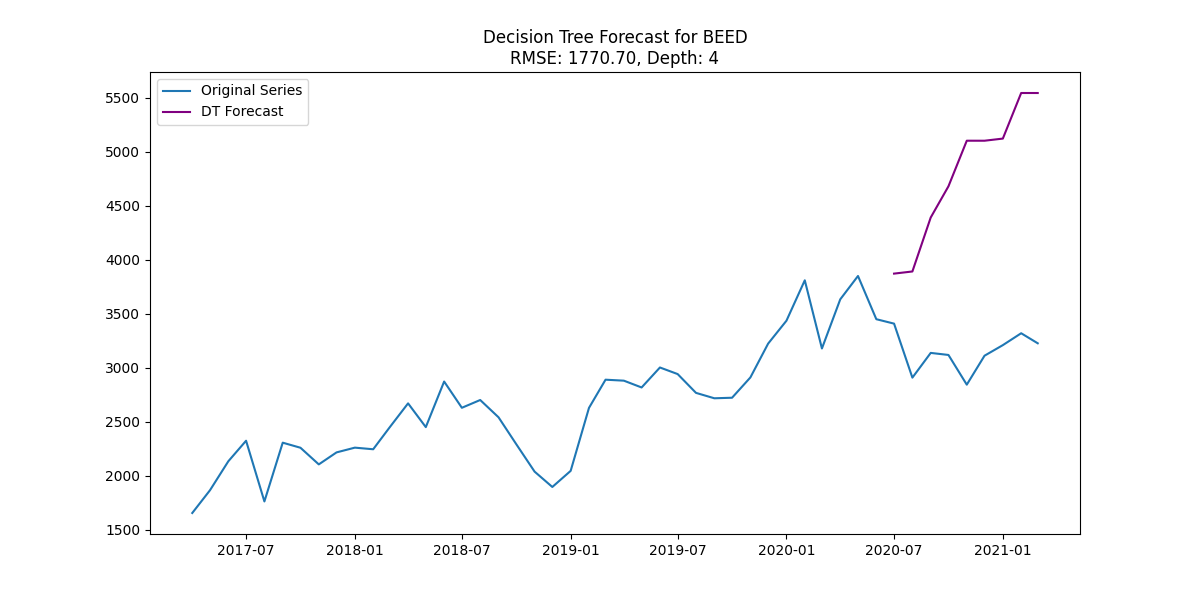 Decision Tree Forecast for BEED
RMSE: 1770.70, Depth: 4
Original Series
DT Forecast
5500
5000
4500
4000
3500
3000
2500
2000
1500
2017-07 2018-01 2018-07 2019-01 2019-07 2020-01 2020-07 2021-01